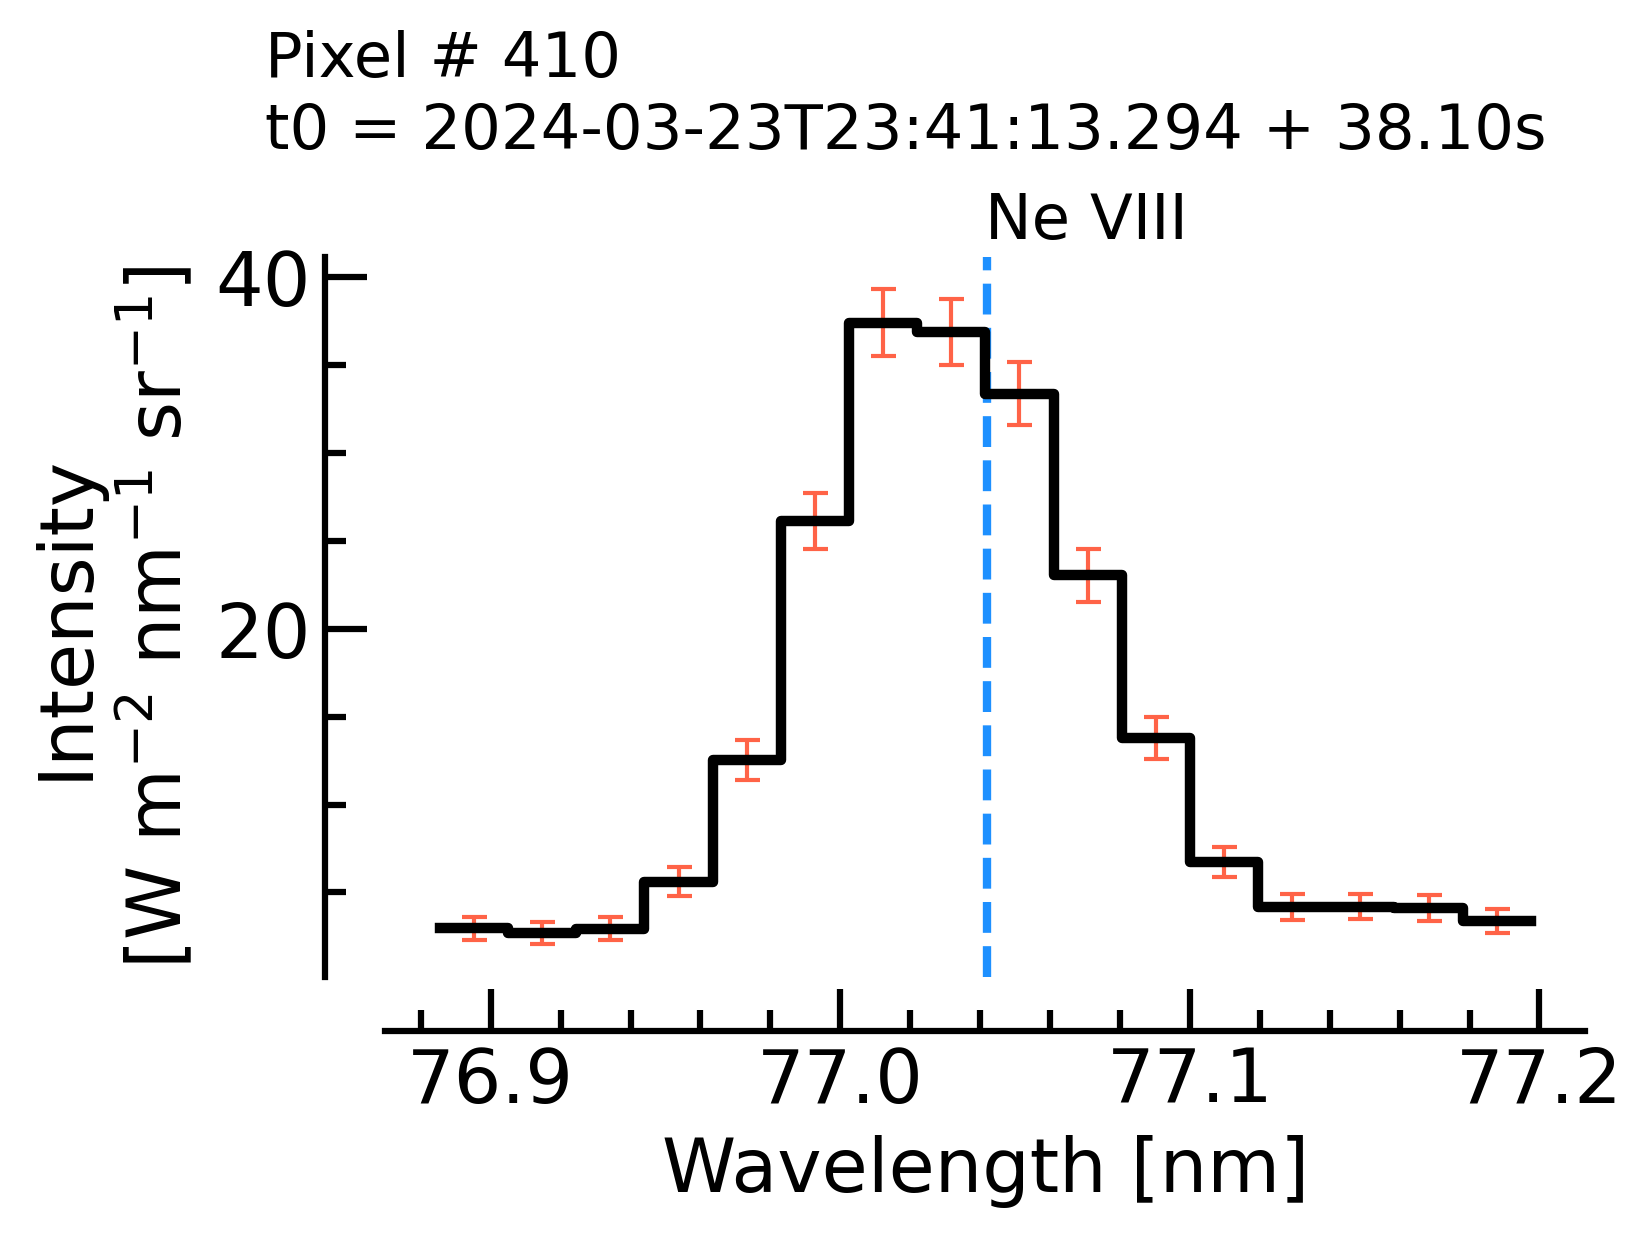 Pixel # 410
t0 = 2024-03-23T23:41:13.294 + 38.10s
Ne VIII
40
20
Intensity
[W m⁻² nm⁻¹ sr⁻¹]
76.9
77.0
77.1
77.2
Wavelength [nm]